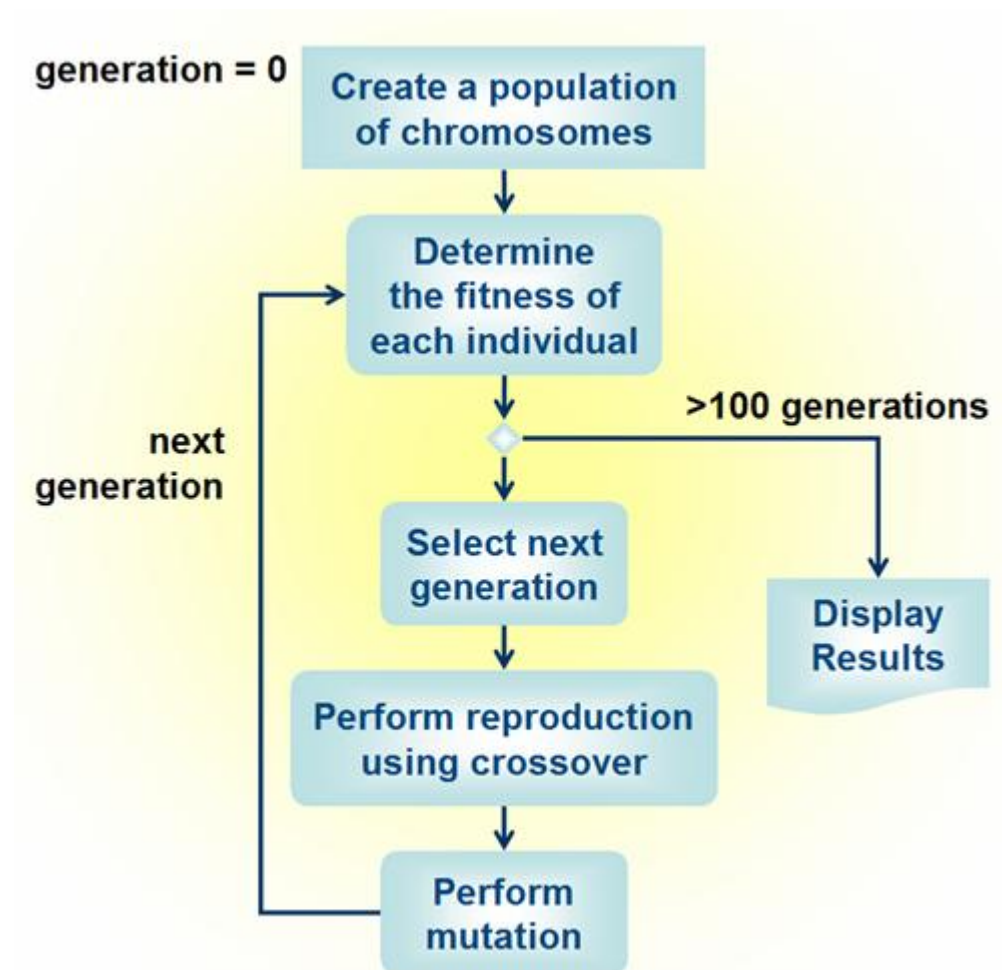 generation = 0
Create a population
of chromosomes
Determine
the fitness of
each individual
>100 generations
next
generation
Select next
generation
Display
Results
Perform reproduction
using crossover
Perform
mutation